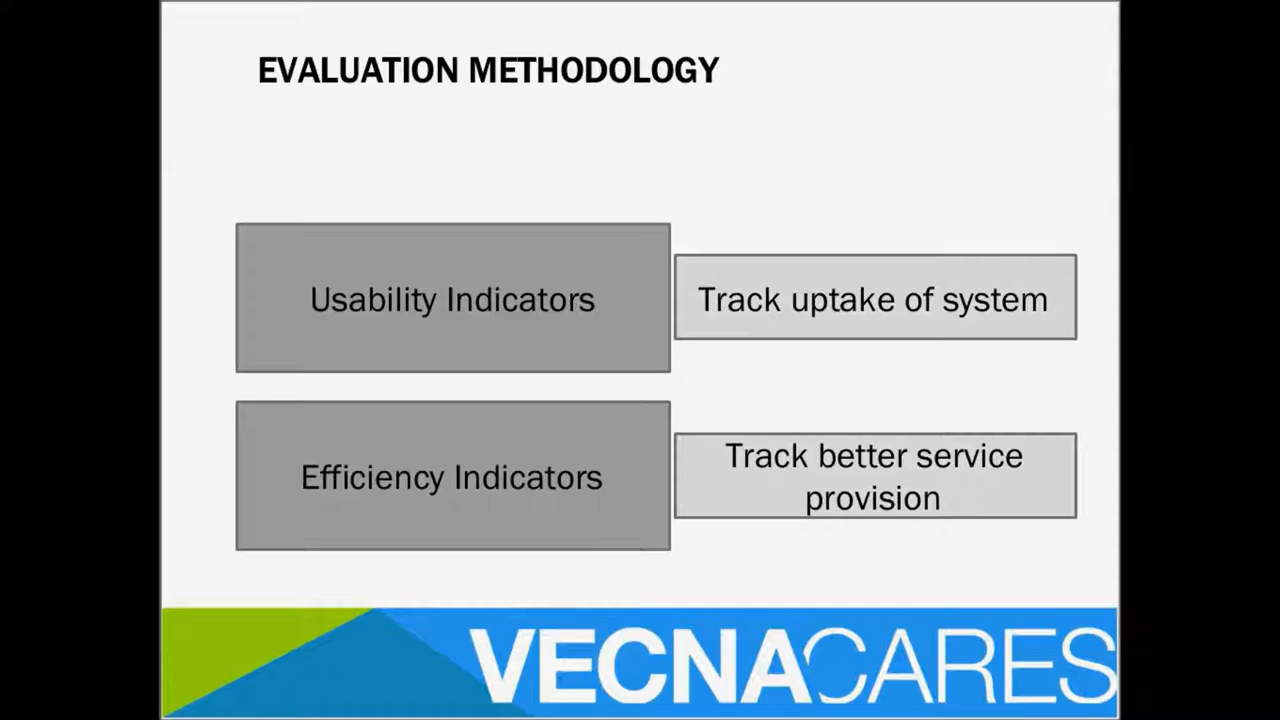 EVALUATION METHODOLOGY
Usability Indicators
Track uptake of system
Efficiency Indicators
Track better service
provision
VECNACARES